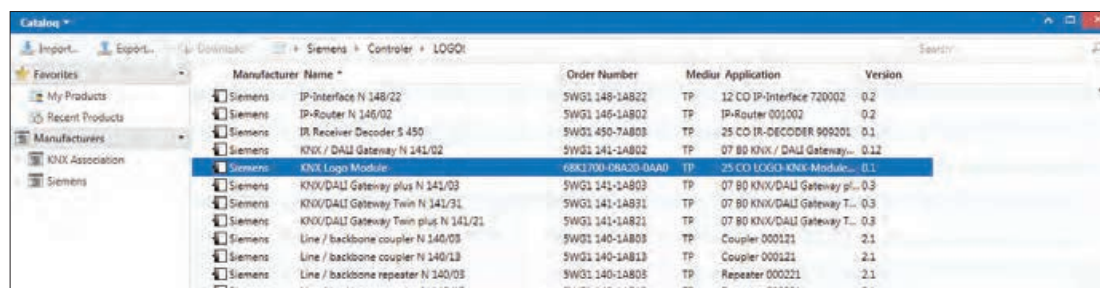 Catalog
Import... Export... Download Siemens Controler LOGO! Search
Favorites
My Products
Recent Products
Manufacturers
KNX Association
Siemens
Manufacturer Name Order Number Mediur Application Version
Siemens IP-Interface N 148/22 5WG1 148-1AB22 TP 12 CO IP-Interface 720002 0.2
Siemens IP-Router N 146/02 5WG1 146-1AB02 TP IP-Router 001002 0.2
Siemens IR Receiver Decoder S 450 5WG1 450-7AB03 TP 25 CO IR-DECODER 909201 0.1
Siemens KNX / DALI Gateway N 141/02 5WG1 141-1AB02 TP 07 B0 KNX / DALI Gateway... 0.12
Siemens KNX Logo Module 6BK1700-0BA20-0AA0 TP 25 CO LOGO-KNX-Module... 0.1
Siemens KNX/DALI Gateway plus N 141/03 5WG1 141-1AB03 TP 07 B0 KNX/DALI Gateway pl... 0.3
Siemens KNX/DALI Gateway Twin N 141/31 5WG1 141-1AB31 TP 07 B0 KNX/DALI Gateway T... 0.3
Siemens KNX/DALI Gateway Twin plus N 141/21 5WG1 141-1AB21 TP 07 B0 KNX/DALI Gateway T... 0.3
Siemens Line / backbone coupler N 140/03 5WG1 140-1AB03 TP Coupler 000121 2.1
Siemens Line / backbone coupler N 140/13 5WG1 140-1AB13 TP Coupler 000121 2.1
Siemens Line / backbone repeater N 140/03 5WG1 140-1AB03 TP Repeater 000221 2.1